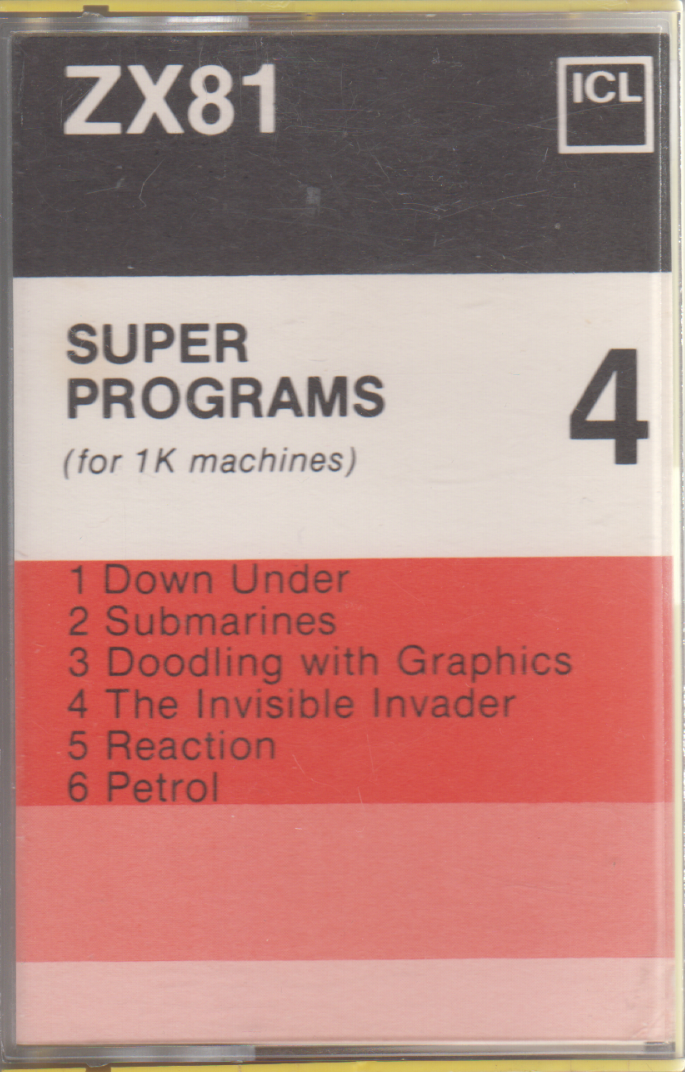 ZX81
ICL
SUPER
PROGRAMS
4
(for 1K machines)
1 Down Under
2 Submarines
3 Doodling with Graphics
4 The Invisible Invader
5 Reaction
6 Petrol